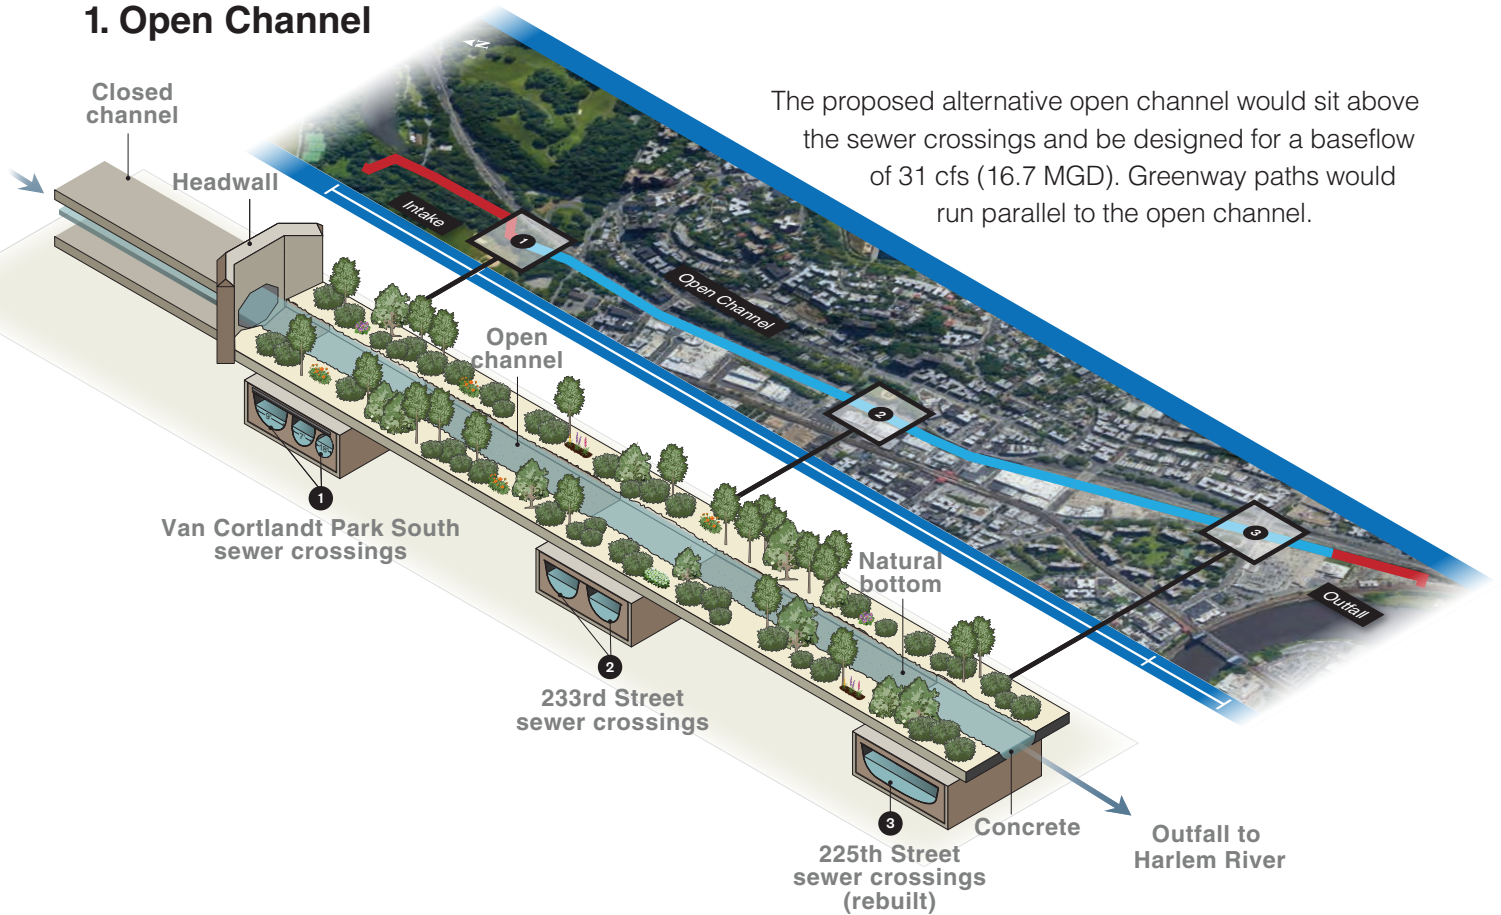 1. Open Channel
Z
The proposed alternative open channel would sit above
the sewer crossings and be designed for a baseflow
of 31 cfs (16.7 MGD). Greenway paths would
run parallel to the open channel.
Closed
channel
Headwall
Intake
1
Open Channel
2
3
Outfall
Open
channel
Natural
bottom
1
Van Cortlandt Park South
sewer crossings
2
233rd Street
sewer crossings
3
225th Street
sewer crossings
(rebuilt)
Concrete
Outfall to
Harlem River